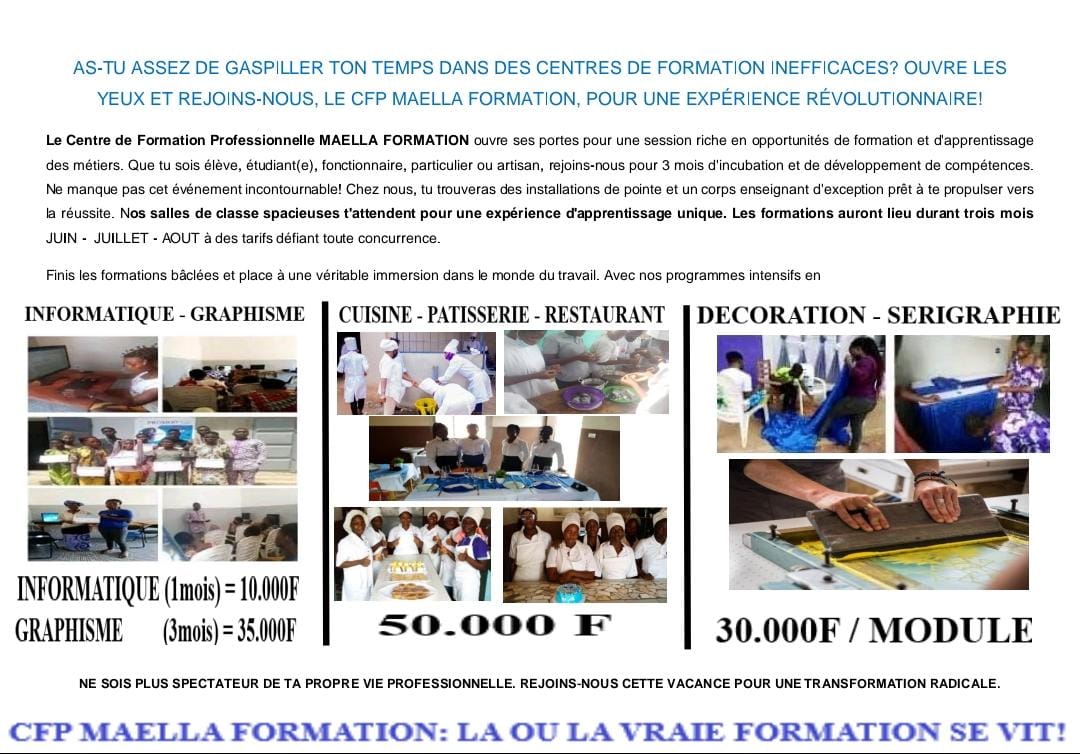 AS-TU ASSEZ DE GASPILLER TON TEMPS DANS DES CENTRES DE FORMATION INEFFICACES? OUVRE LES
YEUX ET REJOINS-NOUS, LE CFP MAELLA FORMATION, POUR UNE EXPÉRIENCE RÉVOLUTIONNAIRE!
Le Centre de Formation Professionnelle MAELLA FORMATION ouvre ses portes pour une session riche en opportunités de formation et d'apprentissage
des métiers. Que tu sois élève, étudiant(e), fonctionnaire, particulier ou artisan, rejoins-nous pour 3 mois d'incubation et de développement de compétences.
Ne manque pas cet événement incontournable! Chez nous, tu trouveras des installations de pointe et un corps enseignant d'exception prêt à te propulser vers
la réussite. Nos salles de classe spacieuses t'attendent pour une expérience d'apprentissage unique. Les formations auront lieu durant trois mois
JUIN - JUILLET - AOUT à des tarifs défiant toute concurrence.
Finis les formations bâclées et place à une véritable immersion dans le monde du travail. Avec nos programmes intensifs en
INFORMATIQUE - GRAPHISME
INFORMATIQUE (1mois) = 10.000F
GRAPHISME (3mois) = 35.000F
CUISINE - PATISSERIE - RESTAURANT
50.000 F
DECORATION - SERIGRAPHIE
30.000F / MODULE
NE SOIS PLUS SPECTATEUR DE TA PROPRE VIE PROFESSIONNELLE. REJOINS-NOUS CETTE VACANCE POUR UNE TRANSFORMATION RADICALE.
CFP MAELLA FORMATION: LA OU LA VRAIE FORMATION SE VIT!